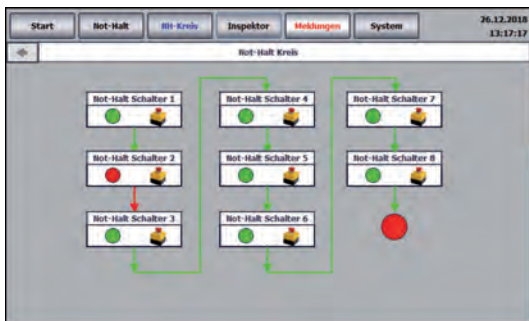 Start Not-Halt NH-Kreis Inspektor Meldungen System 26.12.2018
13:17:17
Not-Halt Kreis
Not-Halt Schalter 1 Not-Halt Schalter 4 Not-Halt Schalter 7
Not-Halt Schalter 2 Not-Halt Schalter 5 Not-Halt Schalter 8
Not-Halt Schalter 3 Not-Halt Schalter 6